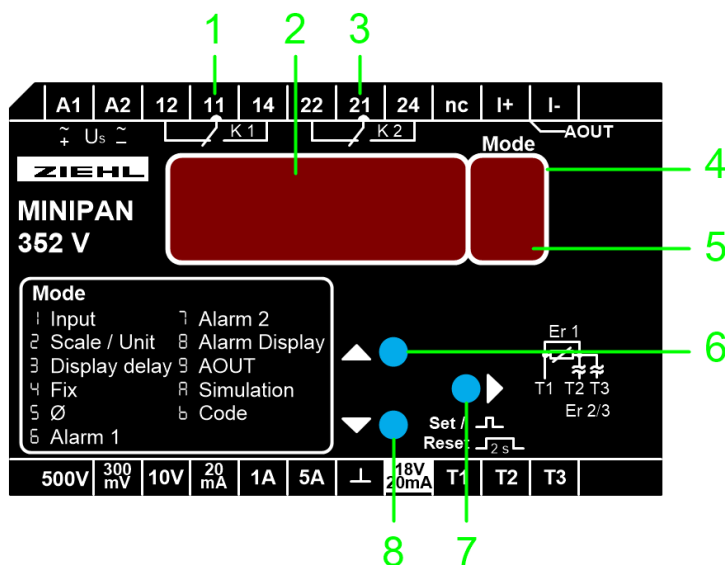 1 2 3
A1 A2 12 11 14 22 21 24 nc I+ I-
~ + Us ~ − K 1 K 2 AOUT
Mode
4
ZIEHL
MINIPAN
352 V
5
Mode
1 Input
2 Scale / Unit
3 Display delay
4 Fix
5 Ø
6 Alarm 1
7 Alarm 2
8 Alarm Display
9 AOUT
A Simulation
b Code
6
Er 1
T1 T2 T3
Er 2/3
Set /
Reset 2 s
500V 300 mV 10V 20 mA 1A 5A ⊥ 18V 20mA T1 T2 T3
8 7